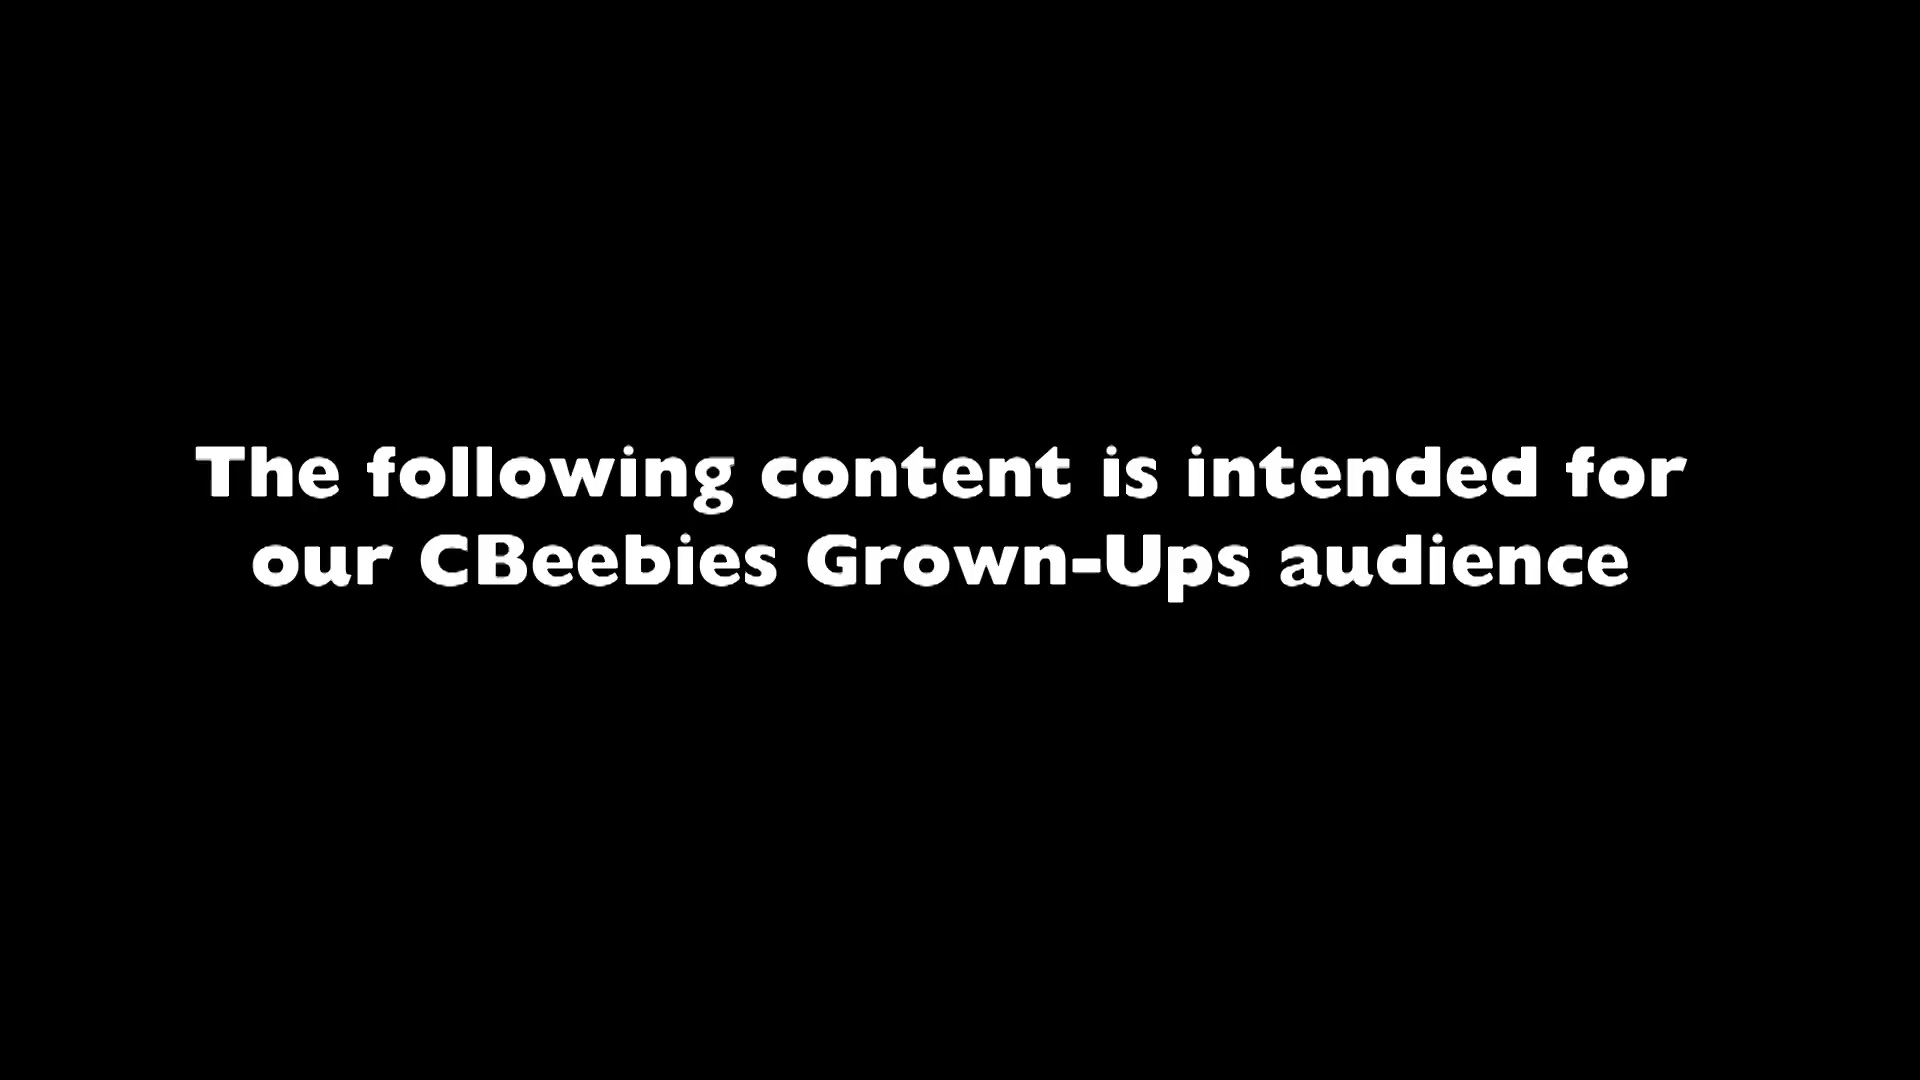 The following content is intended for
our CBeebies Grown-Ups audience